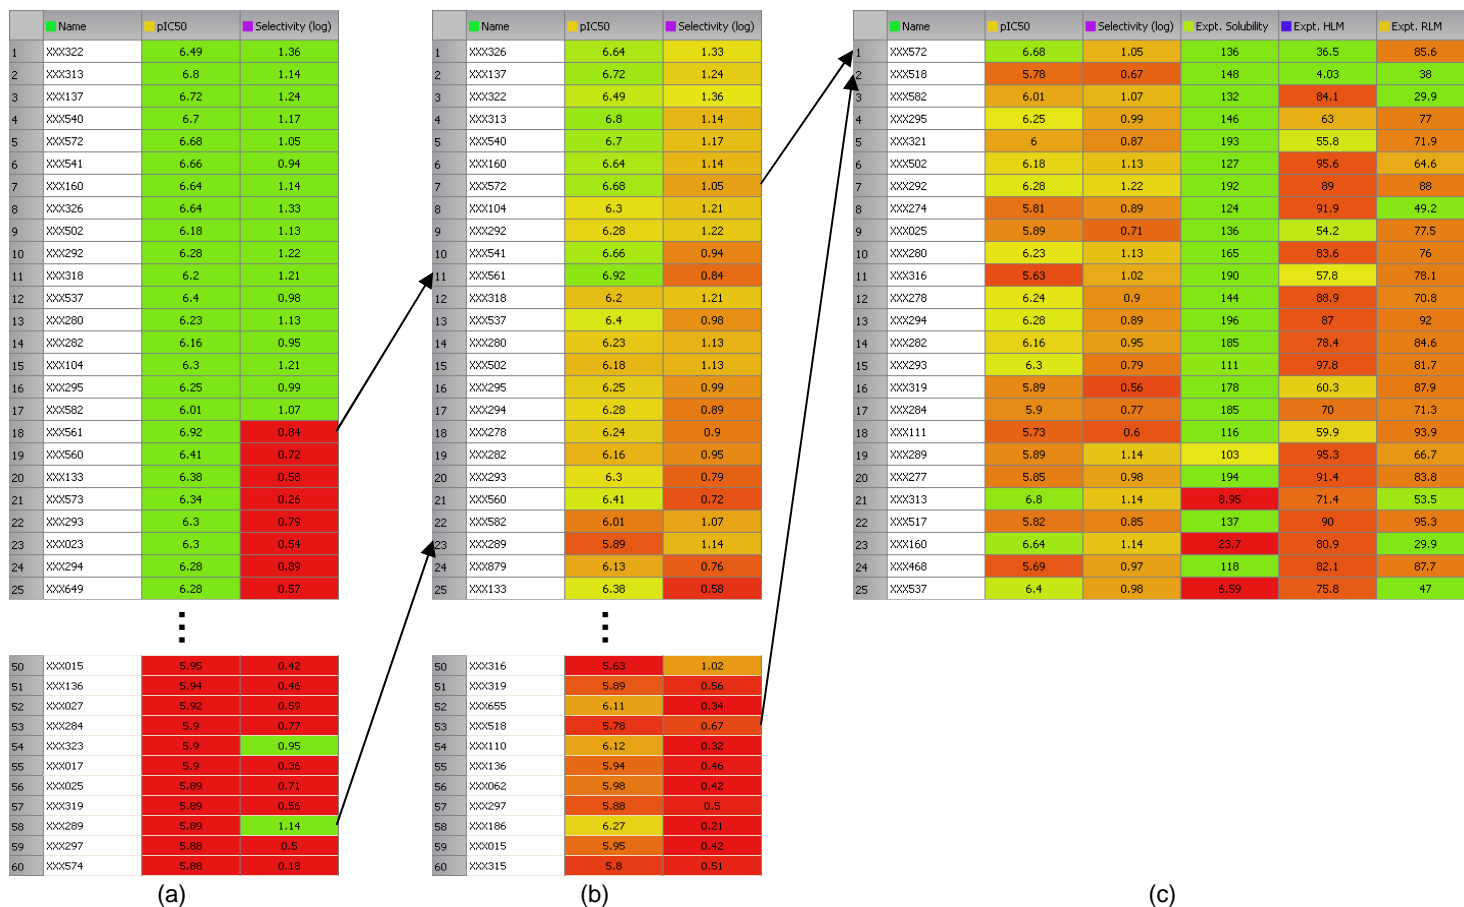 Name pIC50 Selectivity (log)
1 XXX322 6.49 1.36
2 XXX313 6.8 1.14
3 XXX137 6.72 1.24
4 XXX540 6.7 1.17
5 XXX572 6.68 1.05
6 XXX541 6.66 0.94
7 XXX160 6.64 1.14
8 XXX326 6.64 1.33
9 XXX502 6.18 1.13
10 XXX292 6.28 1.22
11 XXX318 6.2 1.21
12 XXX537 6.4 0.98
13 XXX280 6.23 1.13
14 XXX282 6.16 0.95
15 XXX104 6.3 1.21
16 XXX295 6.25 0.99
17 XXX582 6.01 1.07
18 XXX561 6.92 0.84
19 XXX560 6.41 0.72
20 XXX133 6.38 0.58
21 XXX573 6.34 0.26
22 XXX293 6.3 0.79
23 XXX023 6.3 0.54
24 XXX294 6.28 0.89
25 XXX649 6.28 0.57
50 XXX015 5.95 0.42
51 XXX136 5.94 0.46
52 XXX027 5.92 0.59
53 XXX284 5.9 0.77
54 XXX323 5.9 0.95
55 XXX017 5.9 0.36
56 XXX025 5.89 0.71
57 XXX319 5.89 0.56
58 XXX289 5.89 1.14
59 XXX297 5.88 0.5
60 XXX574 5.88 0.18
(a)
Name pIC50 Selectivity (log)
1 XXX326 6.64 1.33
2 XXX137 6.72 1.24
3 XXX322 6.49 1.36
4 XXX313 6.8 1.14
5 XXX540 6.7 1.17
6 XXX160 6.64 1.14
7 XXX572 6.68 1.05
8 XXX104 6.3 1.21
9 XXX292 6.28 1.22
10 XXX541 6.66 0.94
11 XXX561 6.92 0.84
12 XXX318 6.2 1.21
13 XXX537 6.4 0.98
14 XXX280 6.23 1.13
15 XXX502 6.18 1.13
16 XXX295 6.25 0.99
17 XXX294 6.28 0.89
18 XXX278 6.24 0.9
19 XXX282 6.16 0.95
20 XXX293 6.3 0.79
21 XXX560 6.41 0.72
22 XXX582 6.01 1.07
23 XXX289 5.89 1.14
24 XXX879 6.13 0.76
25 XXX133 6.38 0.58
50 XXX316 5.63 1.02
51 XXX319 5.89 0.56
52 XXX655 6.11 0.34
53 XXX518 5.78 0.67
54 XXX110 6.12 0.32
55 XXX136 5.94 0.46
56 XXX062 5.98 0.42
57 XXX297 5.88 0.5
58 XXX186 6.27 0.21
59 XXX015 5.95 0.42
60 XXX315 5.8 0.51
(b)
Name pIC50 Selectivity (log) Expt. Solubility Expt. HLM Expt. RLM
1 XXX572 6.68 1.05 136 36.5 85.6
2 XXX518 5.78 0.67 148 4.03 38
3 XXX582 6.01 1.07 132 84.1 29.9
4 XXX295 6.25 0.99 146 63 77
5 XXX321 6 0.87 193 55.8 71.9
6 XXX502 6.18 1.13 127 95.6 64.6
7 XXX292 6.28 1.22 192 89 88
8 XXX274 5.81 0.89 124 91.9 49.2
9 XXX025 5.89 0.71 136 54.2 77.5
10 XXX280 6.23 1.13 165 83.6 76
11 XXX316 5.63 1.02 190 57.8 78.1
12 XXX278 6.24 0.9 144 88.9 70.8
13 XXX294 6.28 0.89 196 87 92
14 XXX282 6.16 0.95 185 78.4 84.6
15 XXX293 6.3 0.79 111 97.8 81.7
16 XXX319 5.89 0.56 178 60.3 87.9
17 XXX284 5.9 0.77 185 70 71.3
18 XXX111 5.73 0.6 116 59.9 93.9
19 XXX289 5.89 1.14 103 95.3 66.7
20 XXX277 5.85 0.98 194 91.4 83.8
21 XXX313 6.8 1.14 8.95 71.4 53.5
22 XXX517 5.82 0.85 137 90 95.3
23 XXX160 6.64 1.14 23.7 80.9 29.9
24 XXX468 5.69 0.97 118 82.1 87.7
25 XXX537 6.4 0.98 6.59 75.8 47
(c)